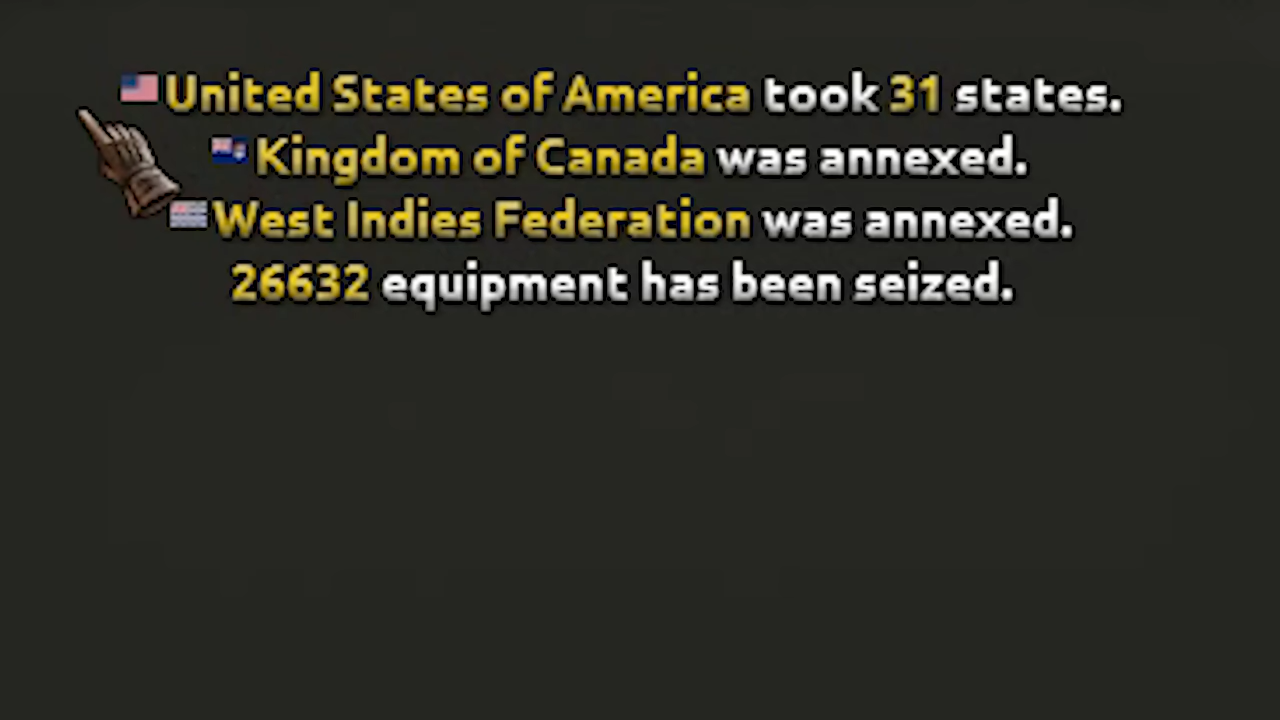 United States of America took 31 states.
Kingdom of Canada was annexed.
West Indies Federation was annexed.
26632 equipment has been seized.